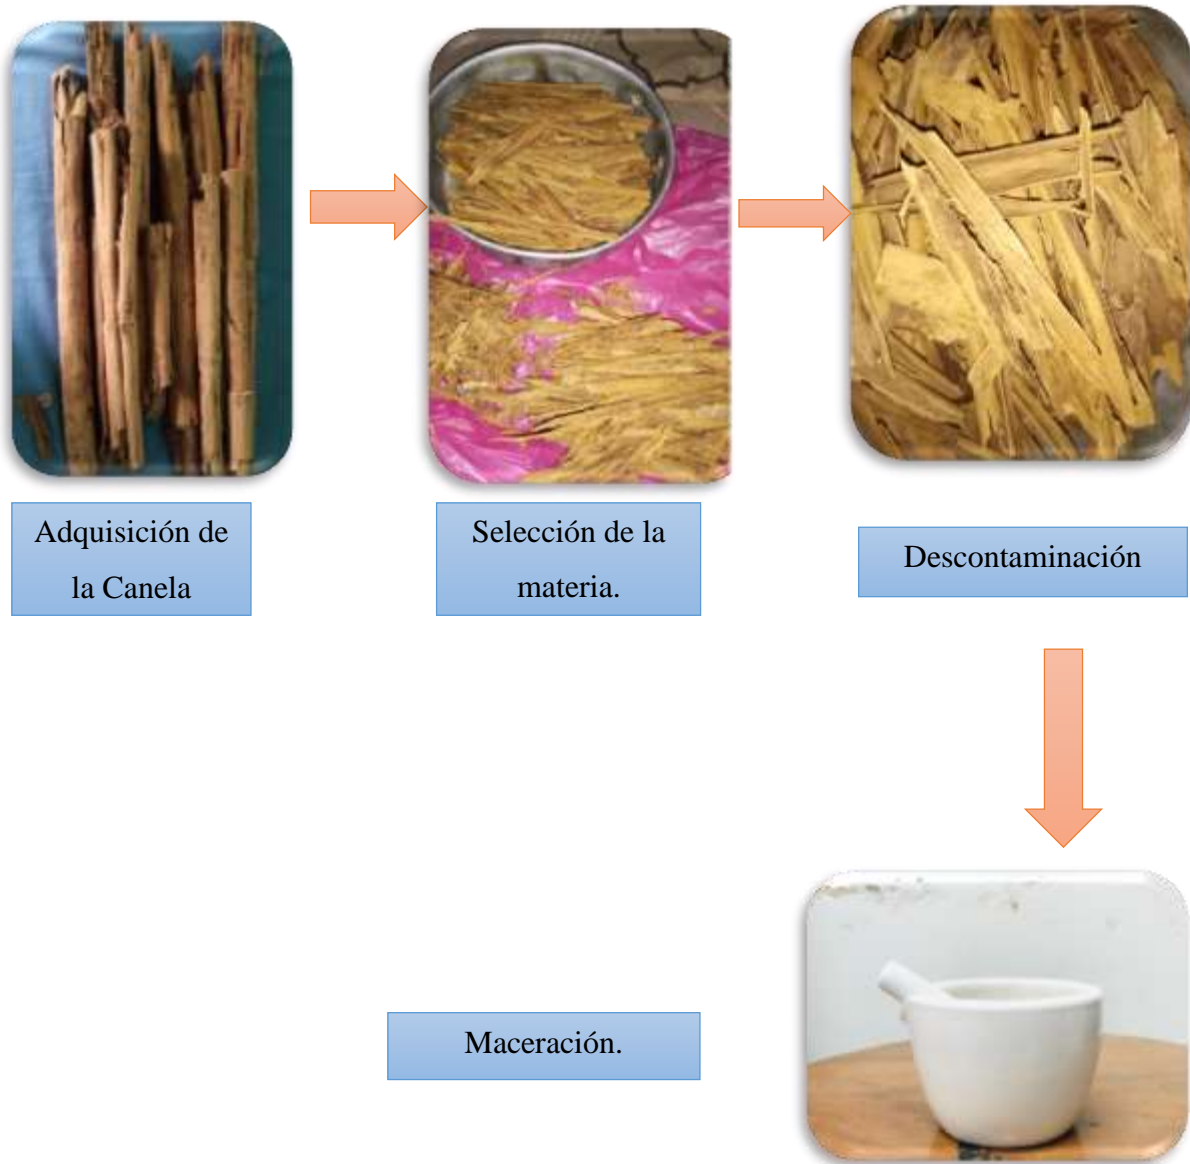 Adquisición de
la Canela
Selección de la
materia.
Descontaminación
Maceración.